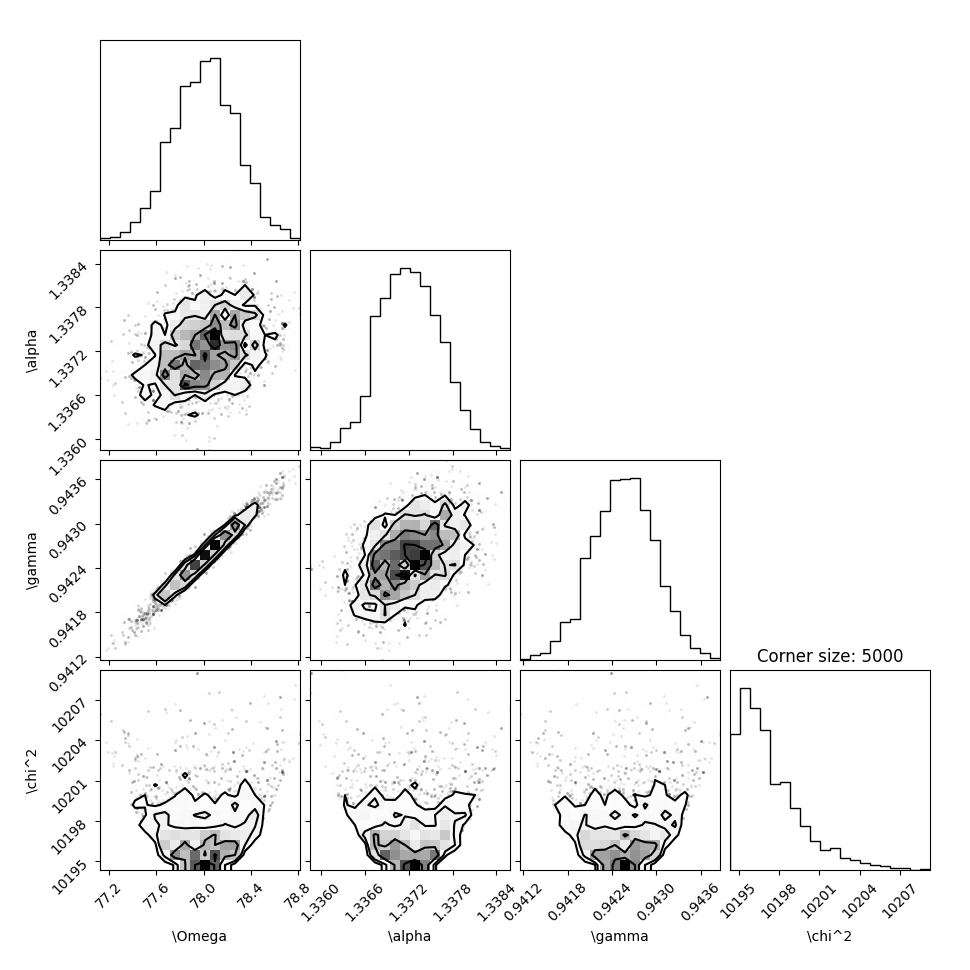 \alpha
1.3384
1.3378
1.3372
1.3366
1.3360
\gamma
0.9436
0.9430
0.9424
0.9418
0.9412
Corner size: 5000
\chi^2
10207
10204
10201
10198
10195
77.2 77.6 78.0 78.4 78.8
1.3360 1.3366 1.3372 1.3378 1.3384
0.9412 0.9418 0.9424 0.9430 0.9436
10195 10198 10201 10204 10207
\Omega \alpha \gamma \chi^2